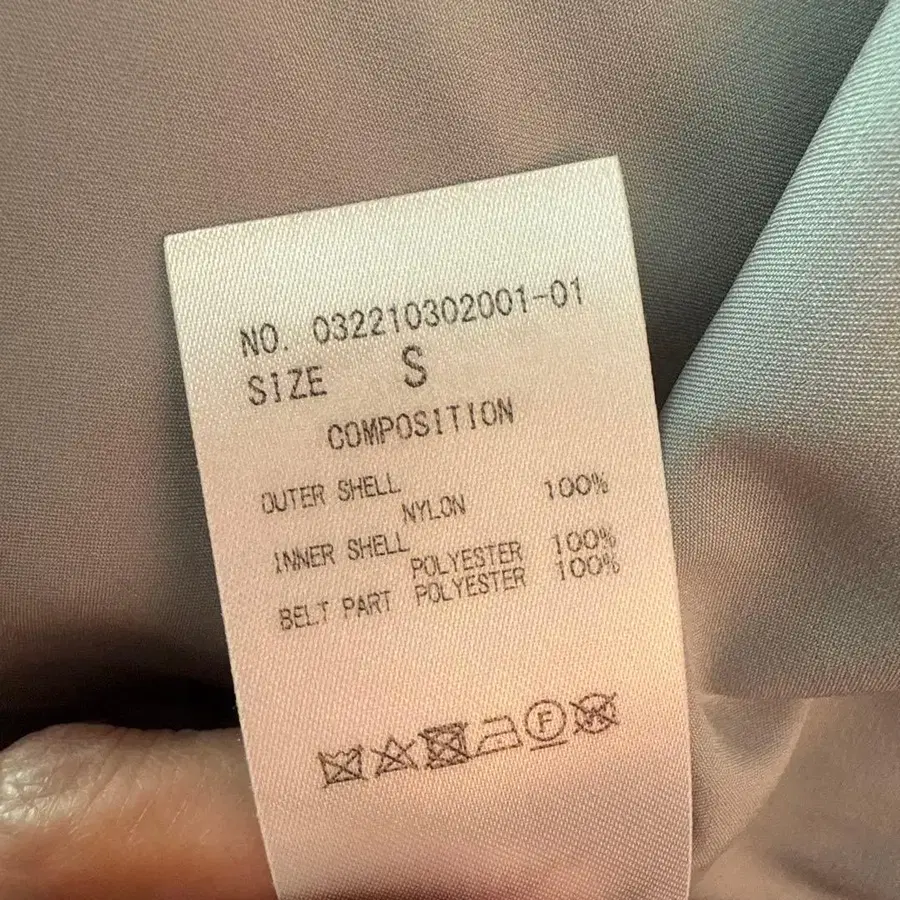 NO. 032210302001-01
SIZE S
COMPOSITION
OUTER SHELL
NYLON 100%
INNER SHELL
POLYESTER 100%
BELT PART POLYESTER 100%
F W